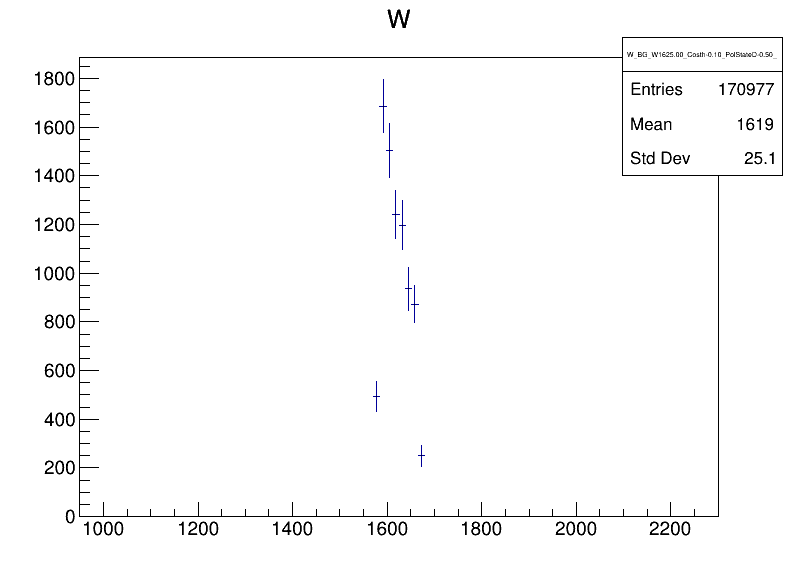 W
W_BG_W1625.00_Costh-0.10_PolStateD-0.50_
Entries 170977
Mean 1619
Std Dev 25.1
1800
1600
1400
1200
1000
800
600
400
200
0
1000 1200 1400 1600 1800 2000 2200